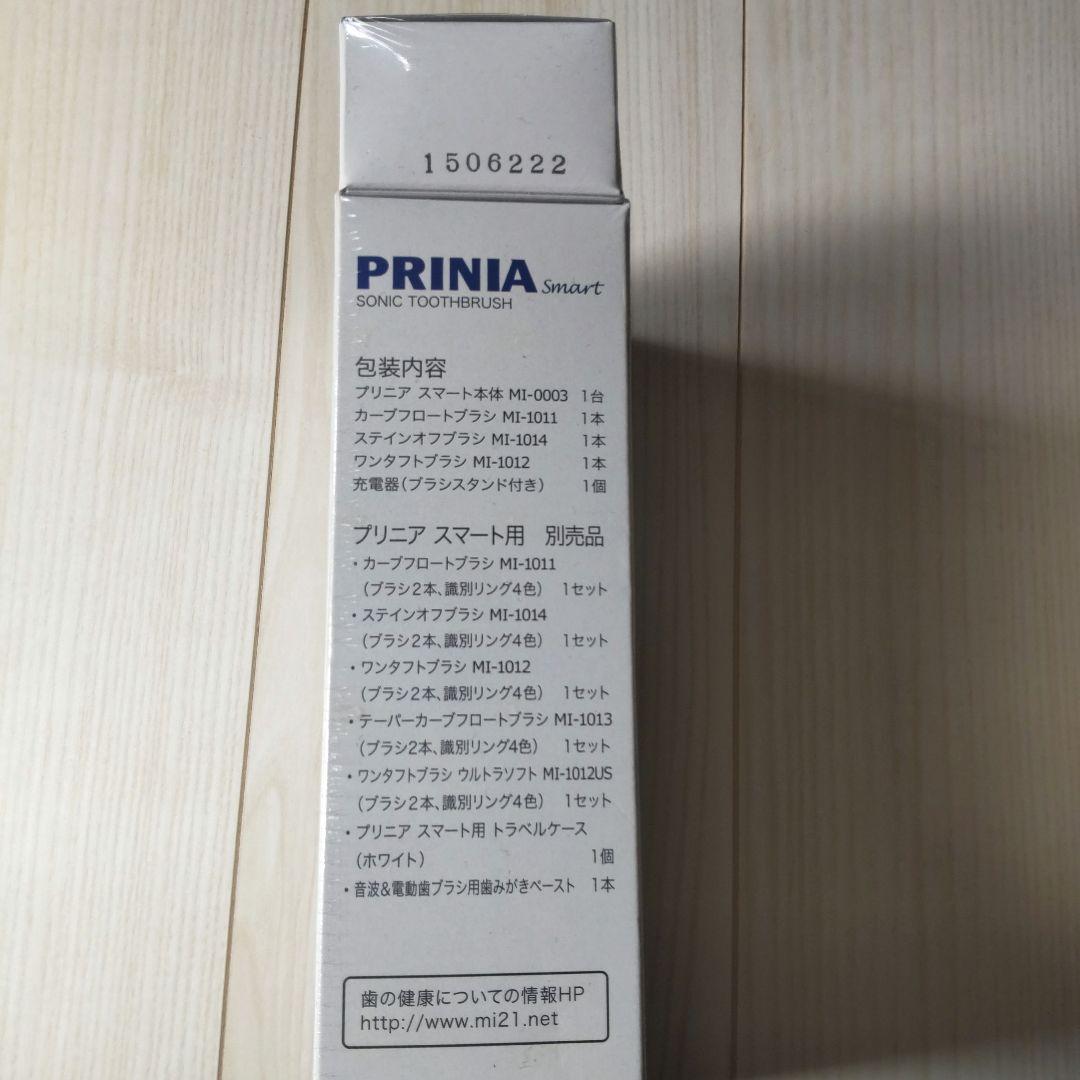 1506222
PRINIA Smart
SONIC TOOTHBRUSH
包装内容
プリニア スマート本体 MI-0003 1台
カーブフロートブラシ MI-1011 1本
ステインオフブラシ MI-1014 1本
ワンタフトブラシ MI-1012 1本
充電器(ブラシスタンド付き) 1個
プリニア スマート用 別売品
・カーブフロートブラシ MI-1011
(ブラシ2本、識別リング4色) 1セット
・ステインオフブラシ MI-1014
(ブラシ2本、識別リング4色) 1セット
・ワンタフトブラシ MI-1012
(ブラシ2本、識別リング4色) 1セット
・テーパーカーブフロートブラシ MI-1013
(ブラシ2本、識別リング4色) 1セット
・ワンタフトブラシ ウルトラソフト MI-1012US
(ブラシ2本、識別リング4色) 1セット
・プリニア スマート用 トラベルケース
(ホワイト) 1個
・音波&電動歯ブラシ用歯みがきペースト 1本
歯の健康についての情報HP
http://www.mi21.net